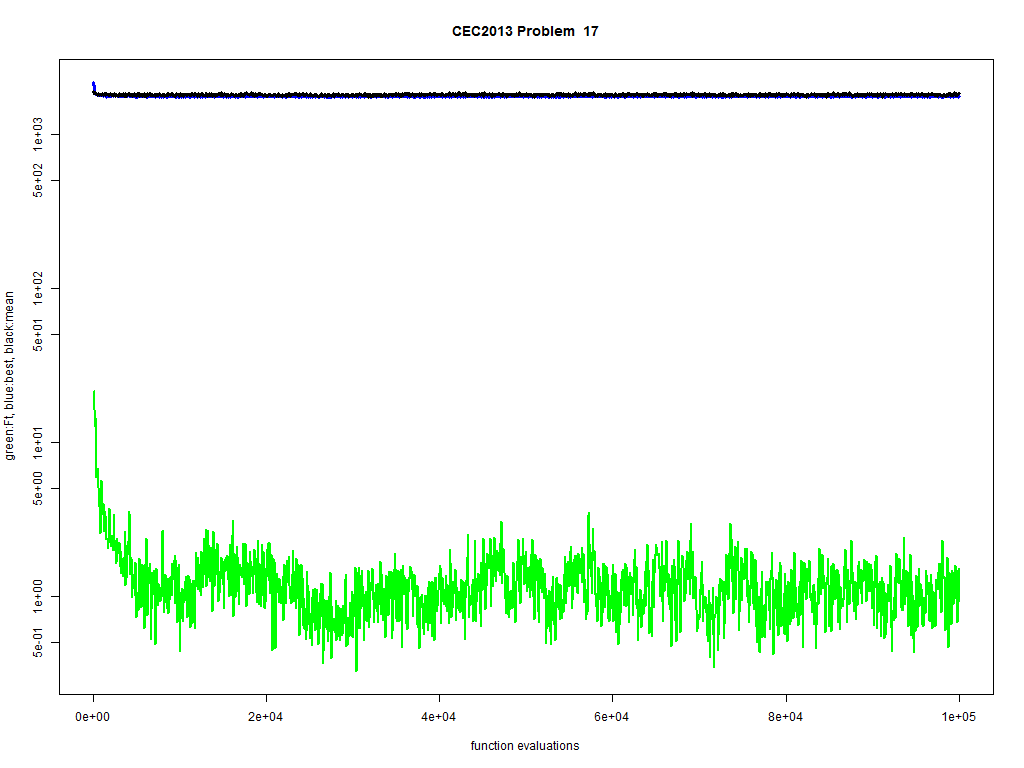 CEC2013 Problem  17
green:Ft, blue:best, black:mean
1e+03
5e+02
1e+02
5e+01
1e+01
5e+00
1e+00
5e-01
0e+00 2e+04 4e+04 6e+04 8e+04 1e+05
function evaluations